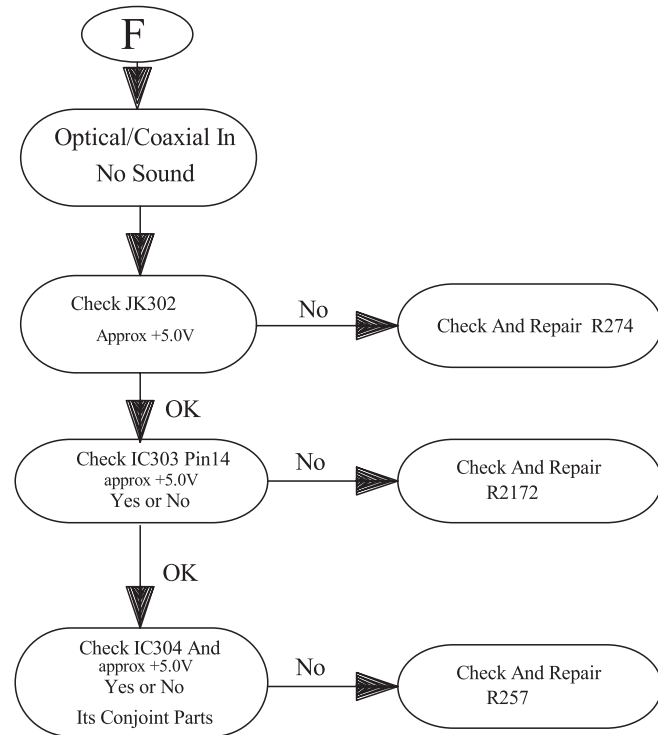 F
Optical/Coaxial In
No Sound
Check JK302
Approx +5.0V
No
Check And Repair R274
OK
Check IC303 Pin14
approx +5.0V
Yes or No
No
Check And Repair
R2172
OK
Check IC304 And
approx +5.0V
Yes or No
Its Conjoint Parts
No
Check And Repair
R257